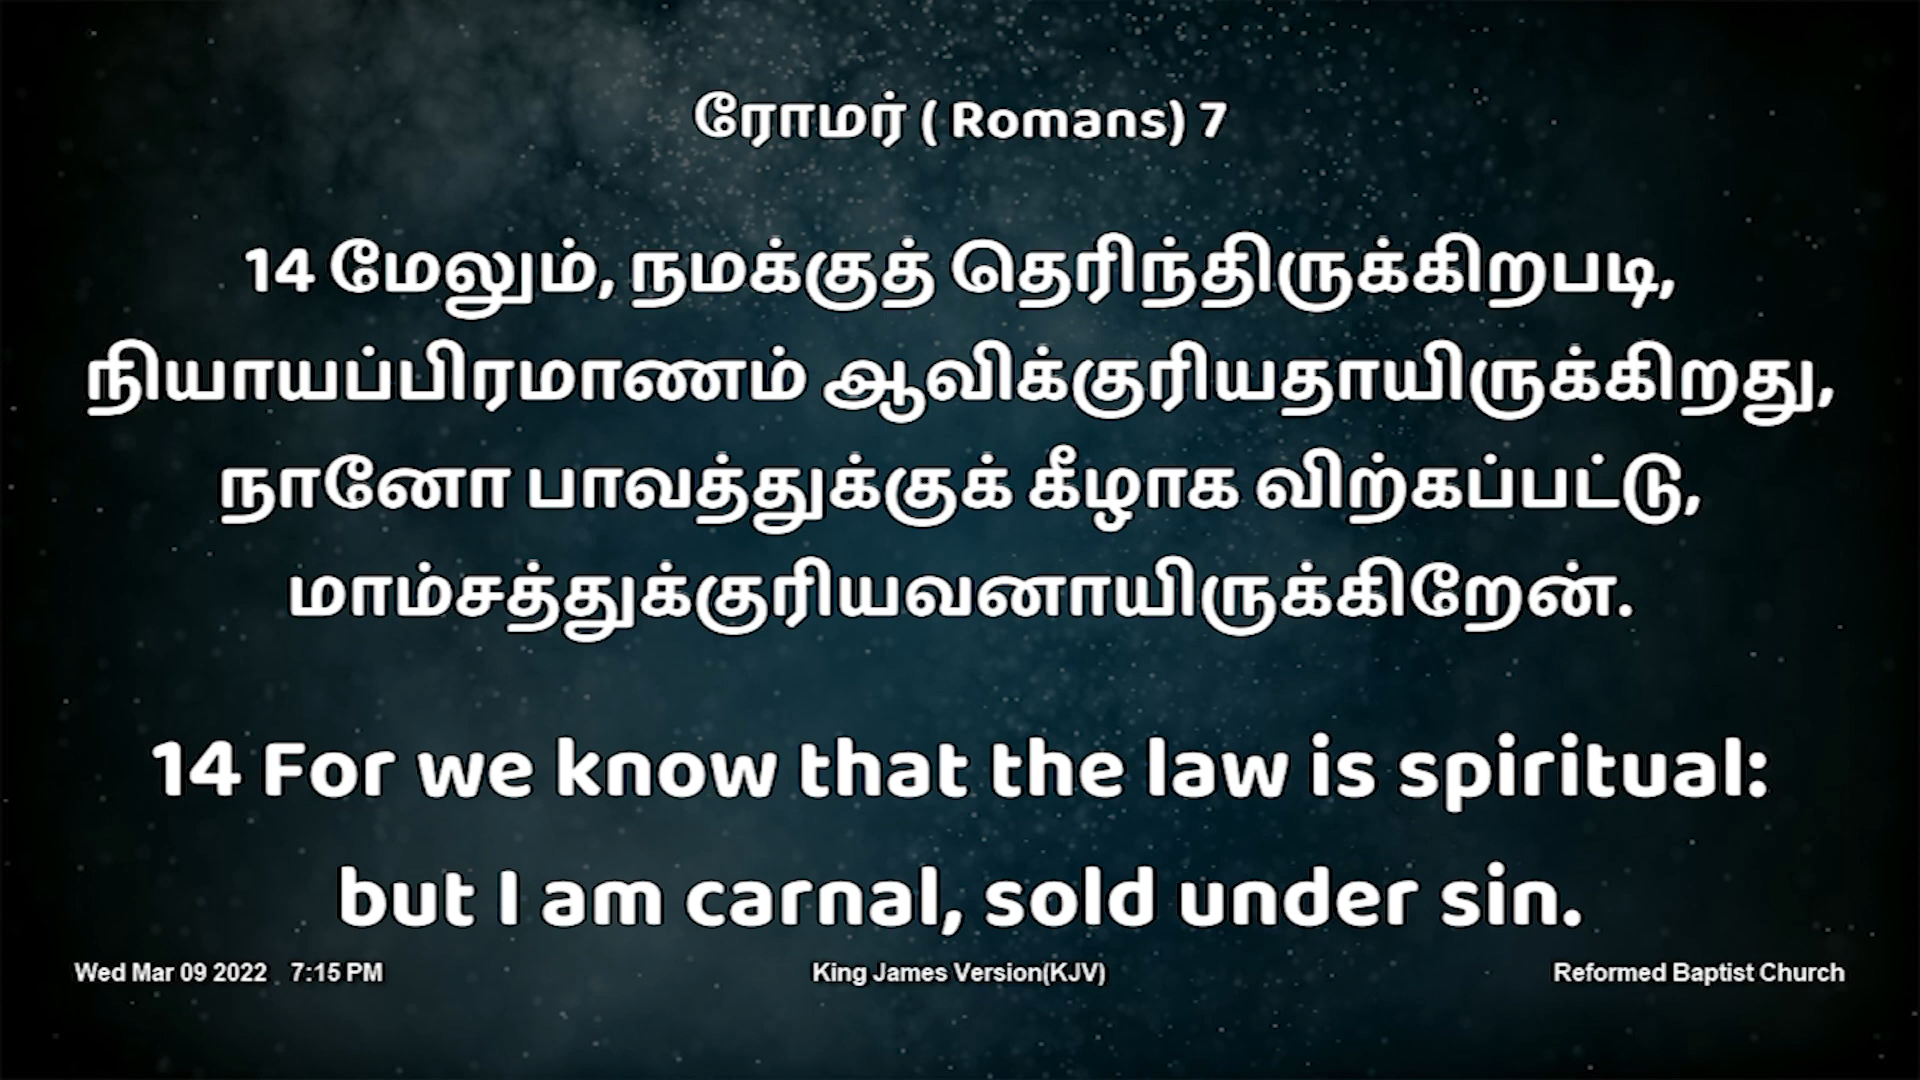 ரோமர் ( Romans) 7
14 மேலும், நமக்குத் தெரிந்திருக்கிறபடி,
நியாயப்பிரமாணம் ஆவிக்குரியதாயிருக்கிறது,
நானோ பாவத்துக்குக் கீழாக விற்கப்பட்டு,
மாம்சத்துக்குரியவனாயிருக்கிறேன்.
14 For we know that the law is spiritual:
but I am carnal, sold under sin.
Wed Mar 09 2022 7:15 PM King James Version(KJV) Reformed Baptist Church